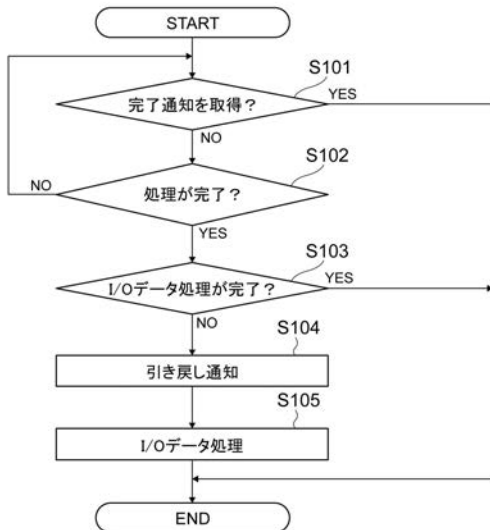 START
S101
完了通知を取得？
YES
NO
S102
処理が完了？
NO
YES
S103
I/Oデータ処理が完了？
YES
NO
S104
引き戻し通知
S105
I/Oデータ処理
END